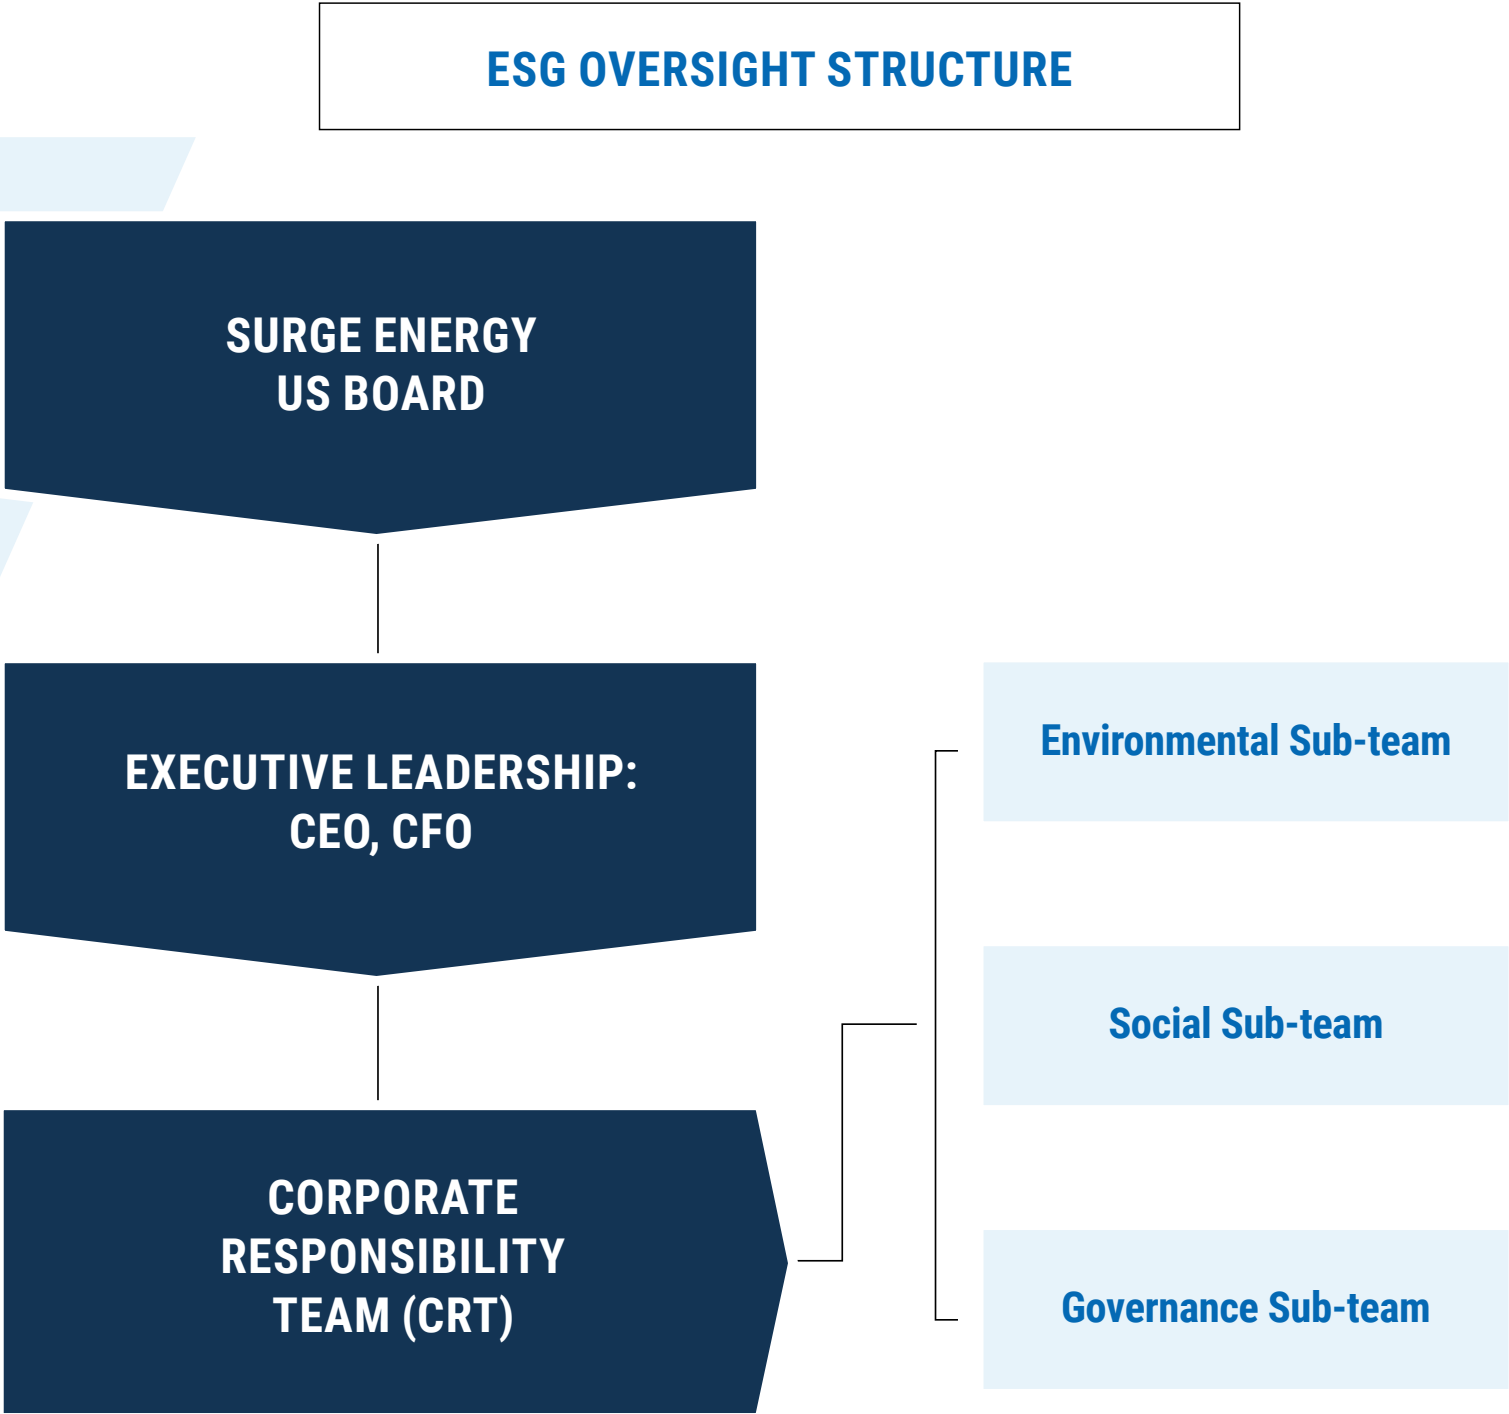 ESG OVERSIGHT STRUCTURE
SURGE ENERGY
US BOARD
EXECUTIVE LEADERSHIP:
CEO, CFO
CORPORATE
RESPONSIBILITY
TEAM (CRT)
Environmental Sub-team
Social Sub-team
Governance Sub-team